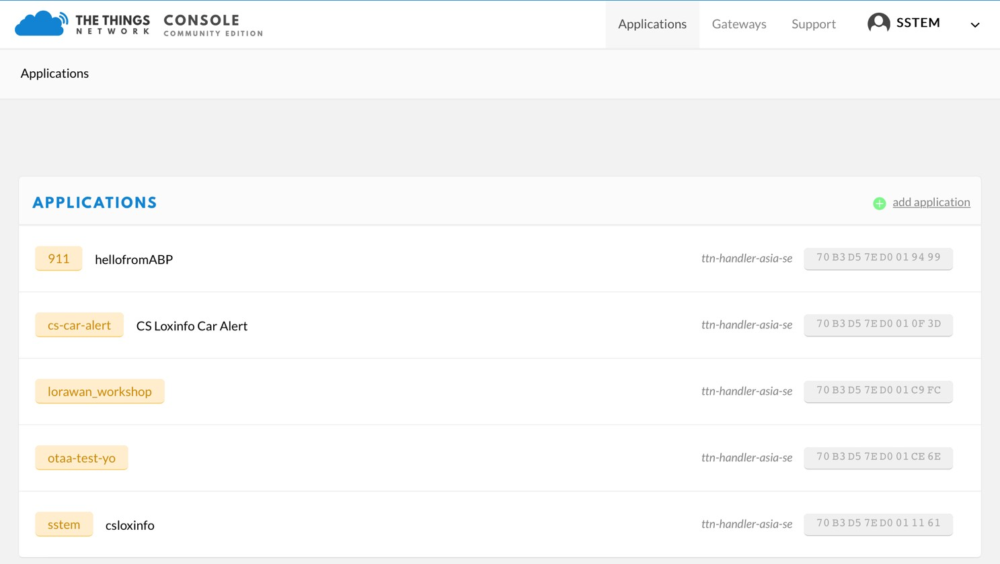 THE THINGS NETWORK CONSOLE COMMUNITY EDITION
Applications Gateways Support SSTEM
Applications
APPLICATIONS add application
911 hellofromABP ttn-handler-asia-se 70 B3 D5 7E D0 01 94 99
cs-car-alert CS Loxinfo Car Alert ttn-handler-asia-se 70 B3 D5 7E D0 01 0F 3D
lorawan_workshop ttn-handler-asia-se 70 B3 D5 7E D0 01 C9 FC
otaa-test-yo ttn-handler-asia-se 70 B3 D5 7E D0 01 CE 6E
sstem csloxinfo ttn-handler-asia-se 70 B3 D5 7E D0 01 11 61